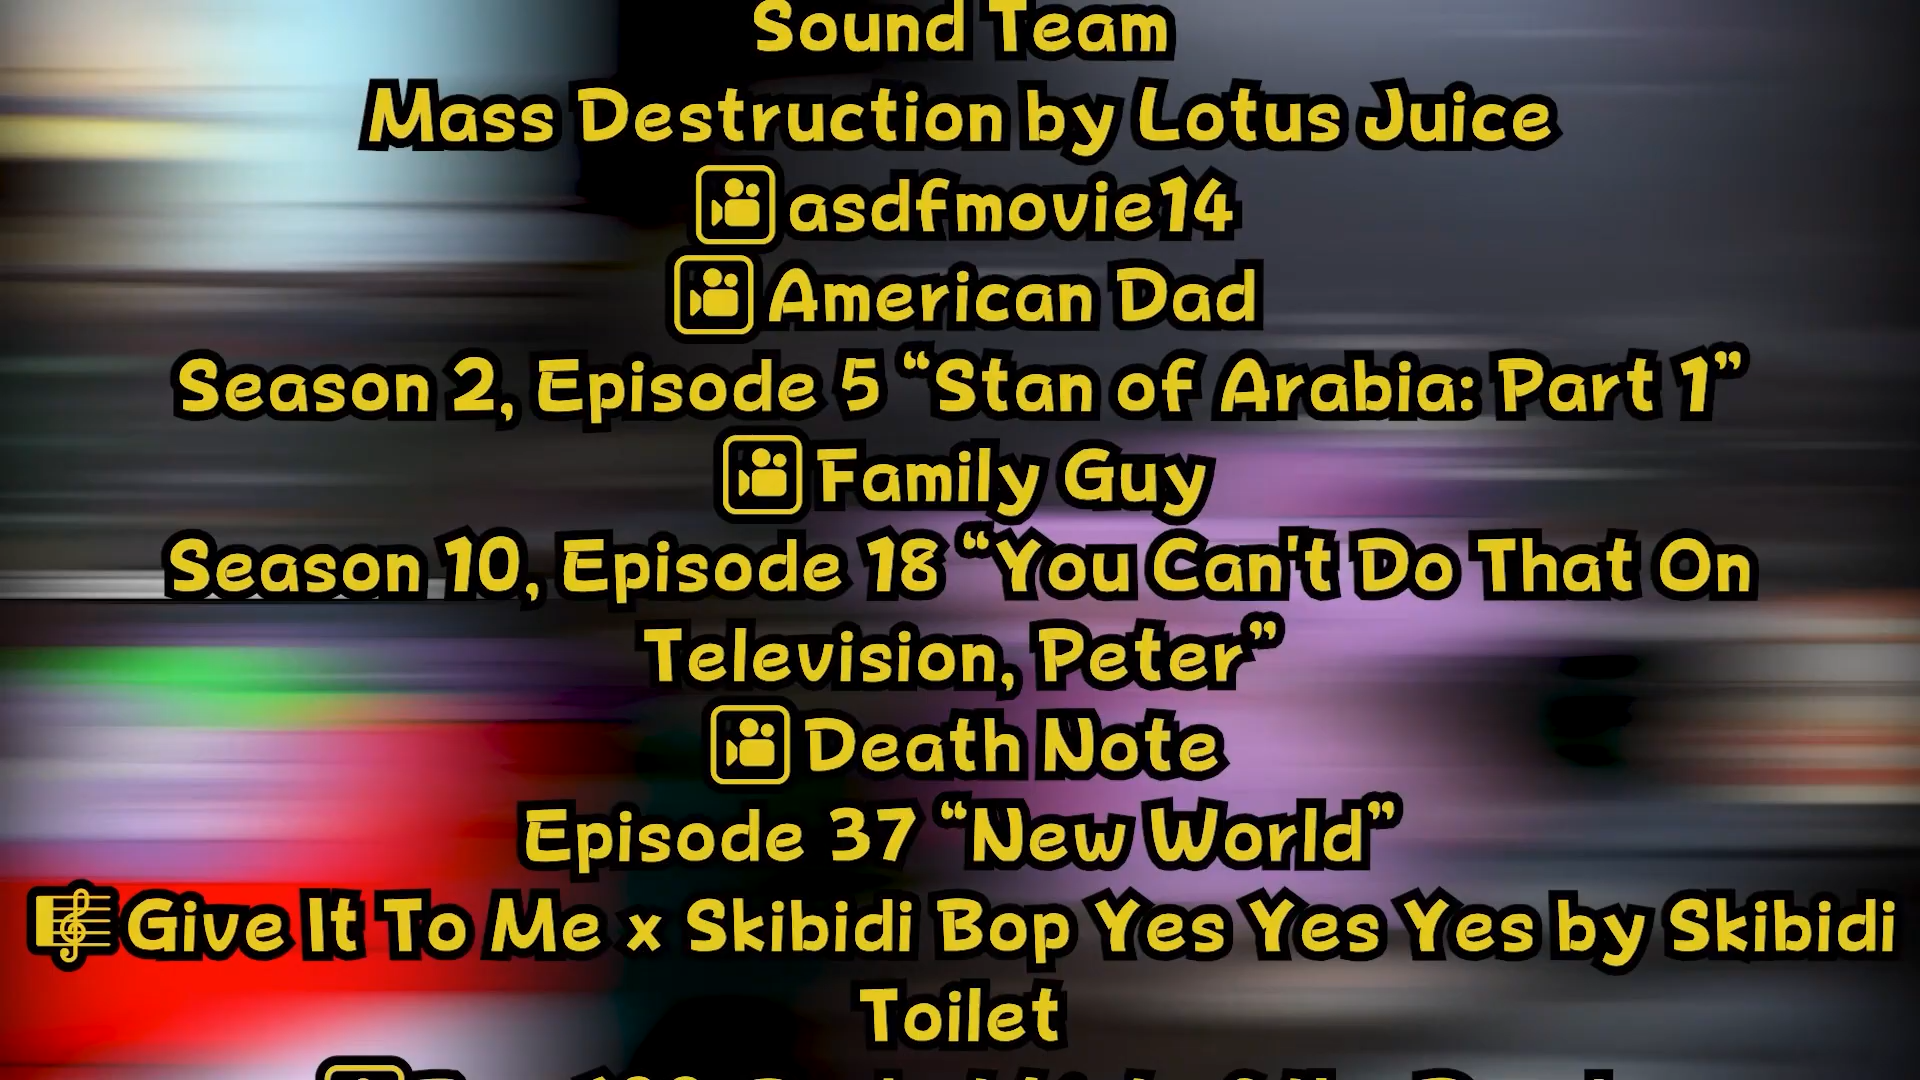 Sound Team
Mass Destruction by Lotus Juice
🎦 asdfmovie14
🎦 American Dad
Season 2, Episode 5 “Stan of Arabia: Part 1”
🎦 Family Guy
Season 10, Episode 18 “You Can't Do That On
Television, Peter”
🎦 Death Note
Episode 37 “New World”
🎼 Give It To Me x Skibidi Bop Yes Yes Yes by Skibidi
Toilet